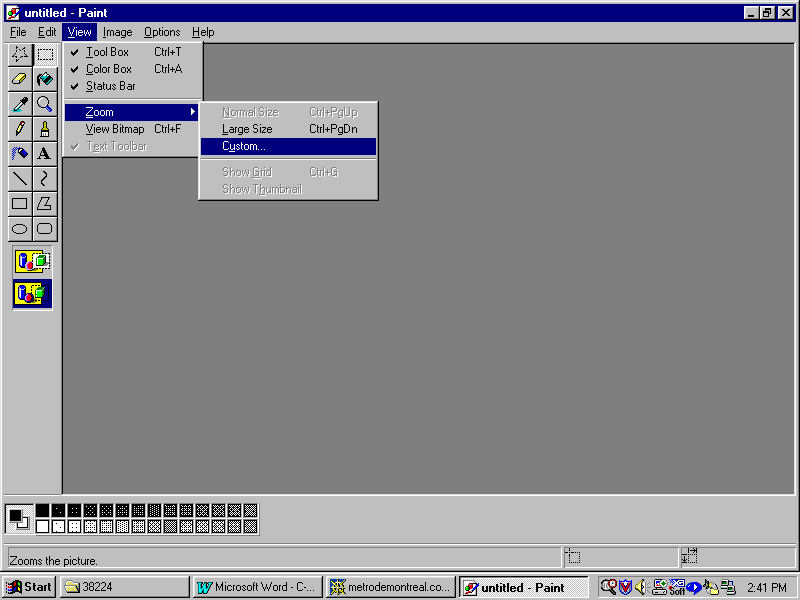 untitled - Paint
File Edit View Image Options Help
Tool Box Ctrl+T
Color Box Ctrl+A
Status Bar
Zoom
Normal Size Ctrl+PgUp
View Bitmap Ctrl+F
Large Size Ctrl+PgDn
Text Toolbar
Custom...
Show Grid Ctrl+G
Show Thumbnail
A
Zooms the picture.
Start 38224 Microsoft Word - C-... metrodemontreal.co... untitled - Paint Soft 2:41 PM